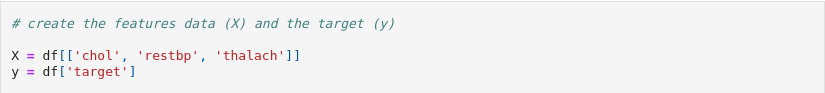 # create the features data (X) and the target (y)
X = df[['chol', 'restbp', 'thalach']]
y = df['target']